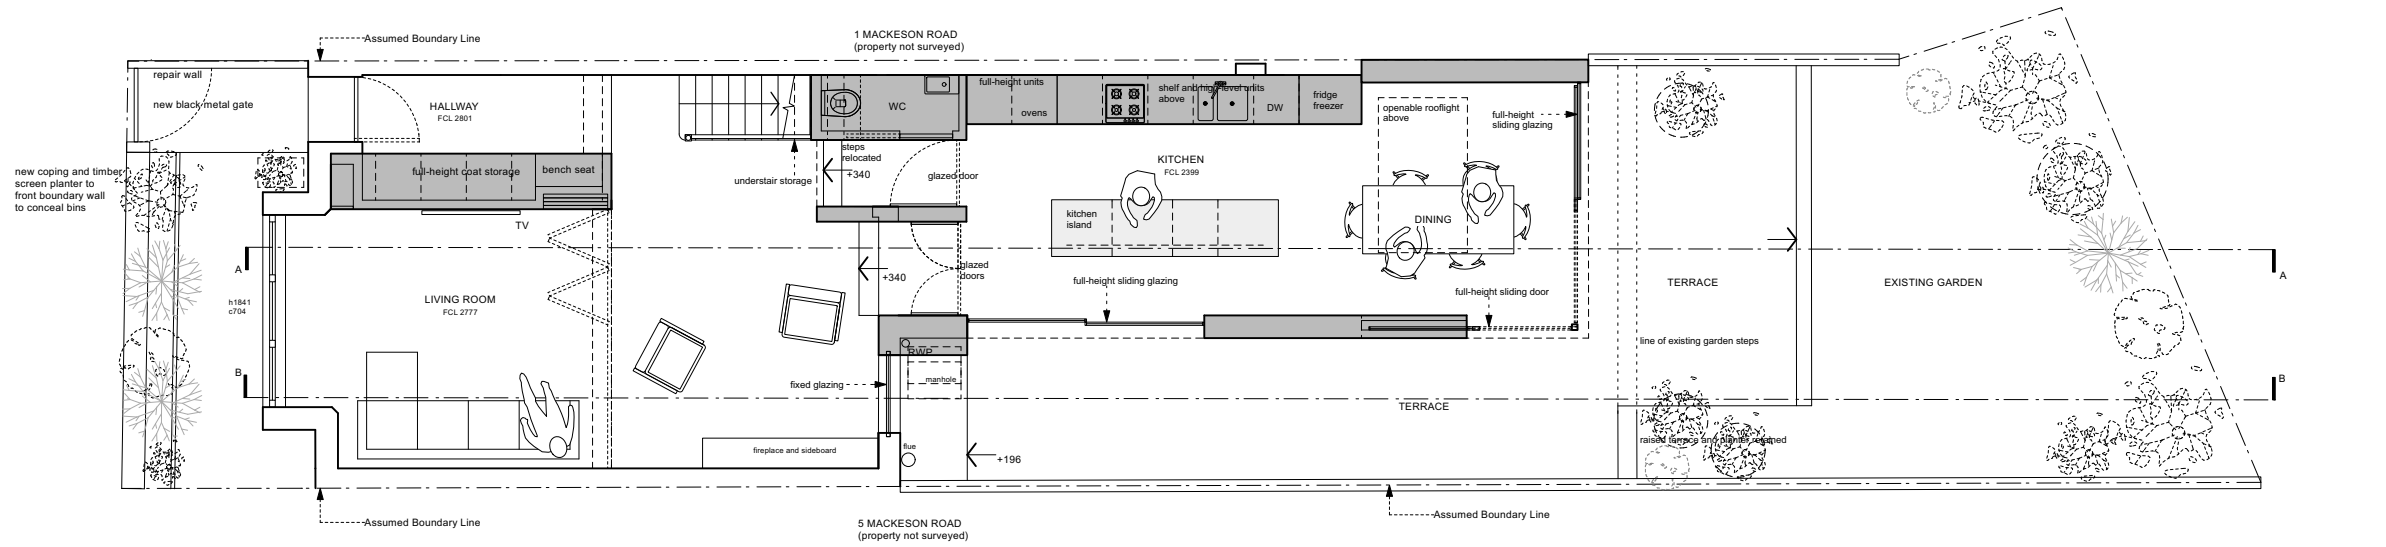 Assumed Boundary Line
1 MACKESON ROAD
(property not surveyed)
repair wall
new black metal gate
HALLWAY
FCL 2801
WC
full-height units
ovens
shelf and high-level units
above
DW
fridge
freezer
openable rooflight
above
full-height
sliding glazing
new coping and timber
screen planter to
front boundary wall
to conceal bins
full-height coat storage
bench seat
understair storage
steps
relocated
+340
glazed door
KITCHEN
FCL 2399
TV
kitchen
island
DINING
A
A
h1841
c704
LIVING ROOM
FCL 2777
+340
glazed
doors
full-height sliding glazing
full-height sliding door
TERRACE
EXISTING GARDEN
line of existing garden steps
RWP
manhole
fixed glazing
B
B
TERRACE
raised terrace and planter retained
fireplace and sideboard
flue
+196
Assumed Boundary Line
5 MACKESON ROAD
(property not surveyed)
Assumed Boundary Line